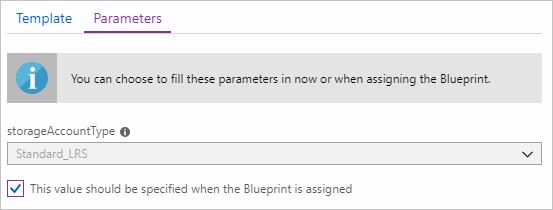 Template Parameters
You can choose to fill these parameters in now or when assigning the Blueprint.
storageAccountType
Standard_LRS
This value should be specified when the Blueprint is assigned